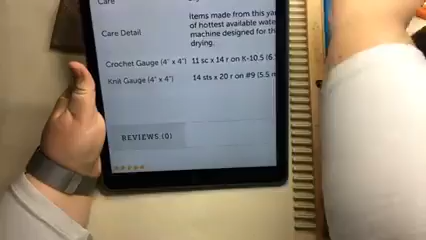 Care
Items made from this yar
of hottest available wate
Care Detail
machine designed for th
drying.
Crochet Gauge (4" x 4") 11 sc x 14 r on K-10.5 (6.
Knit Gauge (4" x 4") 14 sts x 20 r on #9 (5.5 m
REVIEWS (0)